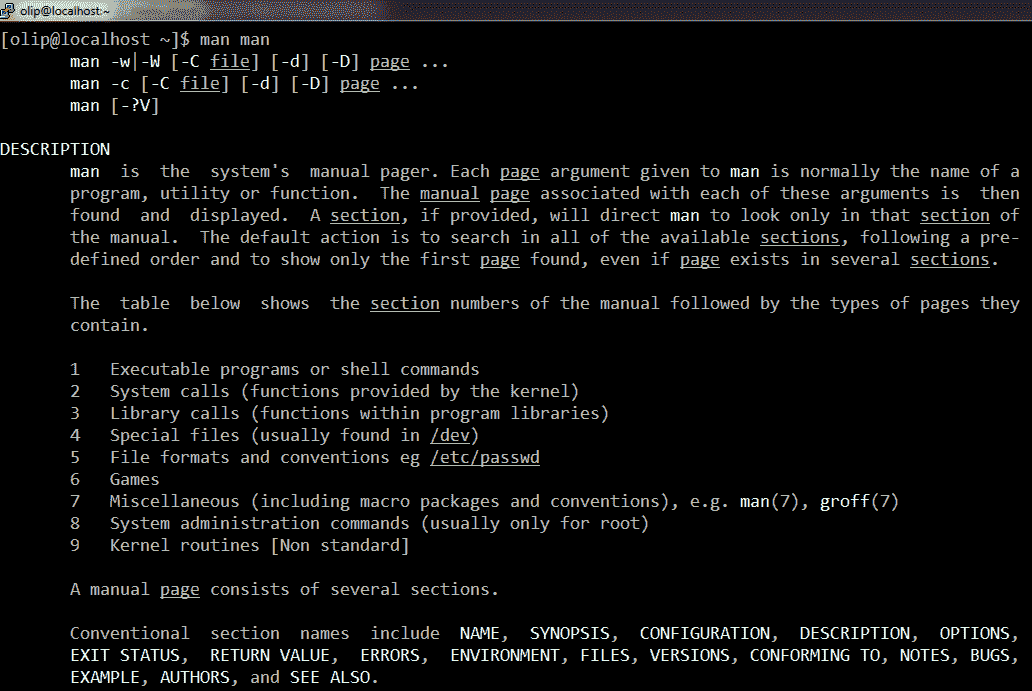 olip@localhost:~
[olip@localhost ~]$ man man
man -w|-W [-C file] [-d] [-D] page ...
man -c [-C file] [-d] [-D] page ...
man [-?V]
DESCRIPTION
man is the system's manual pager. Each page argument given to man is normally the name of a
program, utility or function. The manual page associated with each of these arguments is then
found and displayed. A section, if provided, will direct man to look only in that section of
the manual. The default action is to search in all of the available sections, following a pre-
defined order and to show only the first page found, even if page exists in several sections.
The table below shows the section numbers of the manual followed by the types of pages they
contain.
1 Executable programs or shell commands
2 System calls (functions provided by the kernel)
3 Library calls (functions within program libraries)
4 Special files (usually found in /dev)
5 File formats and conventions eg /etc/passwd
6 Games
7 Miscellaneous (including macro packages and conventions), e.g. man(7), groff(7)
8 System administration commands (usually only for root)
9 Kernel routines [Non standard]
A manual page consists of several sections.
Conventional section names include NAME, SYNOPSIS, CONFIGURATION, DESCRIPTION, OPTIONS,
EXIT STATUS, RETURN VALUE, ERRORS, ENVIRONMENT, FILES, VERSIONS, CONFORMING TO, NOTES, BUGS,
EXAMPLE, AUTHORS, and SEE ALSO.